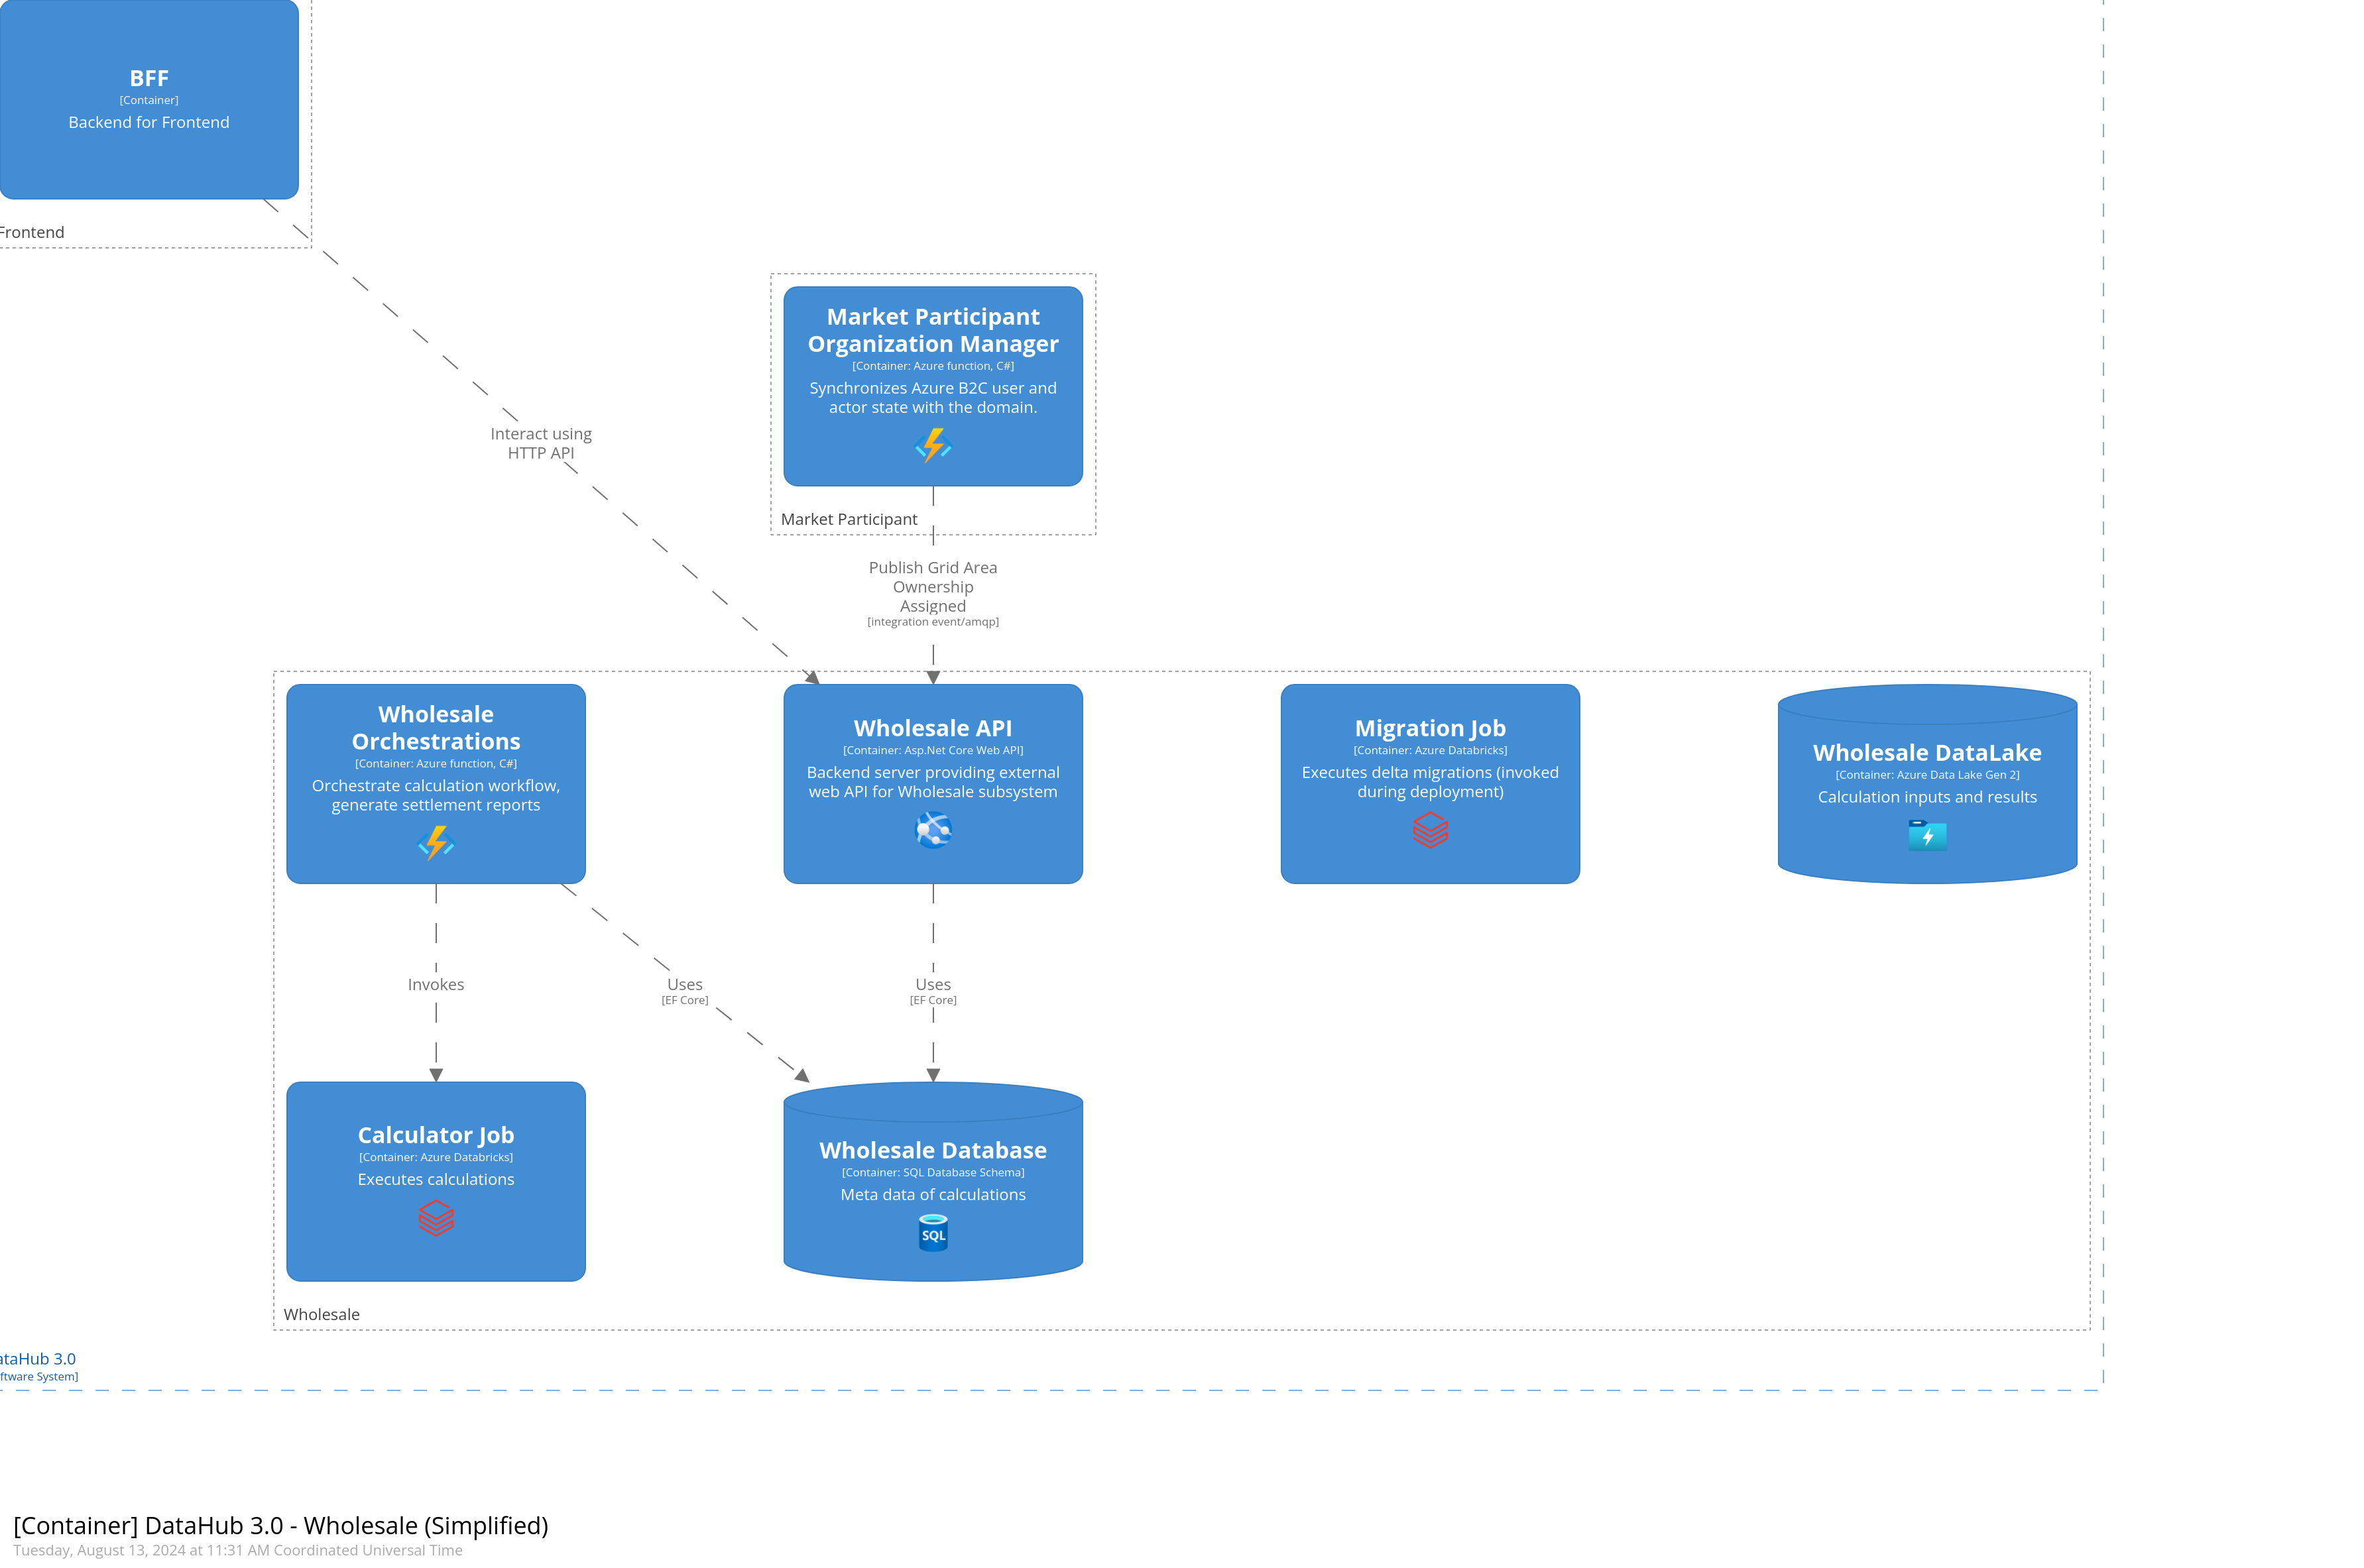 BFF
[Container]
Backend for Frontend
Frontend
Market Participant
Organization Manager
[Container: Azure function, C#]
Synchronizes Azure B2C user and
actor state with the domain.
Market Participant
Interact using
HTTP API
Publish Grid Area
Ownership
Assigned
[integration event/amqp]
Wholesale
Orchestrations
[Container: Azure function, C#]
Orchestrate calculation workflow,
generate settlement reports
Wholesale API
[Container: Asp.Net Core Web API]
Backend server providing external
web API for Wholesale subsystem
Migration Job
[Container: Azure Databricks]
Executes delta migrations (invoked
during deployment)
Wholesale DataLake
[Container: Azure Data Lake Gen 2]
Calculation inputs and results
Invokes
Uses
[EF Core]
Uses
[EF Core]
Calculator Job
[Container: Azure Databricks]
Executes calculations
Wholesale Database
[Container: SQL Database Schema]
Meta data of calculations
SQL
Wholesale
ataHub 3.0
ftware System]
[Container] DataHub 3.0 - Wholesale (Simplified)
Tuesday, August 13, 2024 at 11:31 AM Coordinated Universal Time